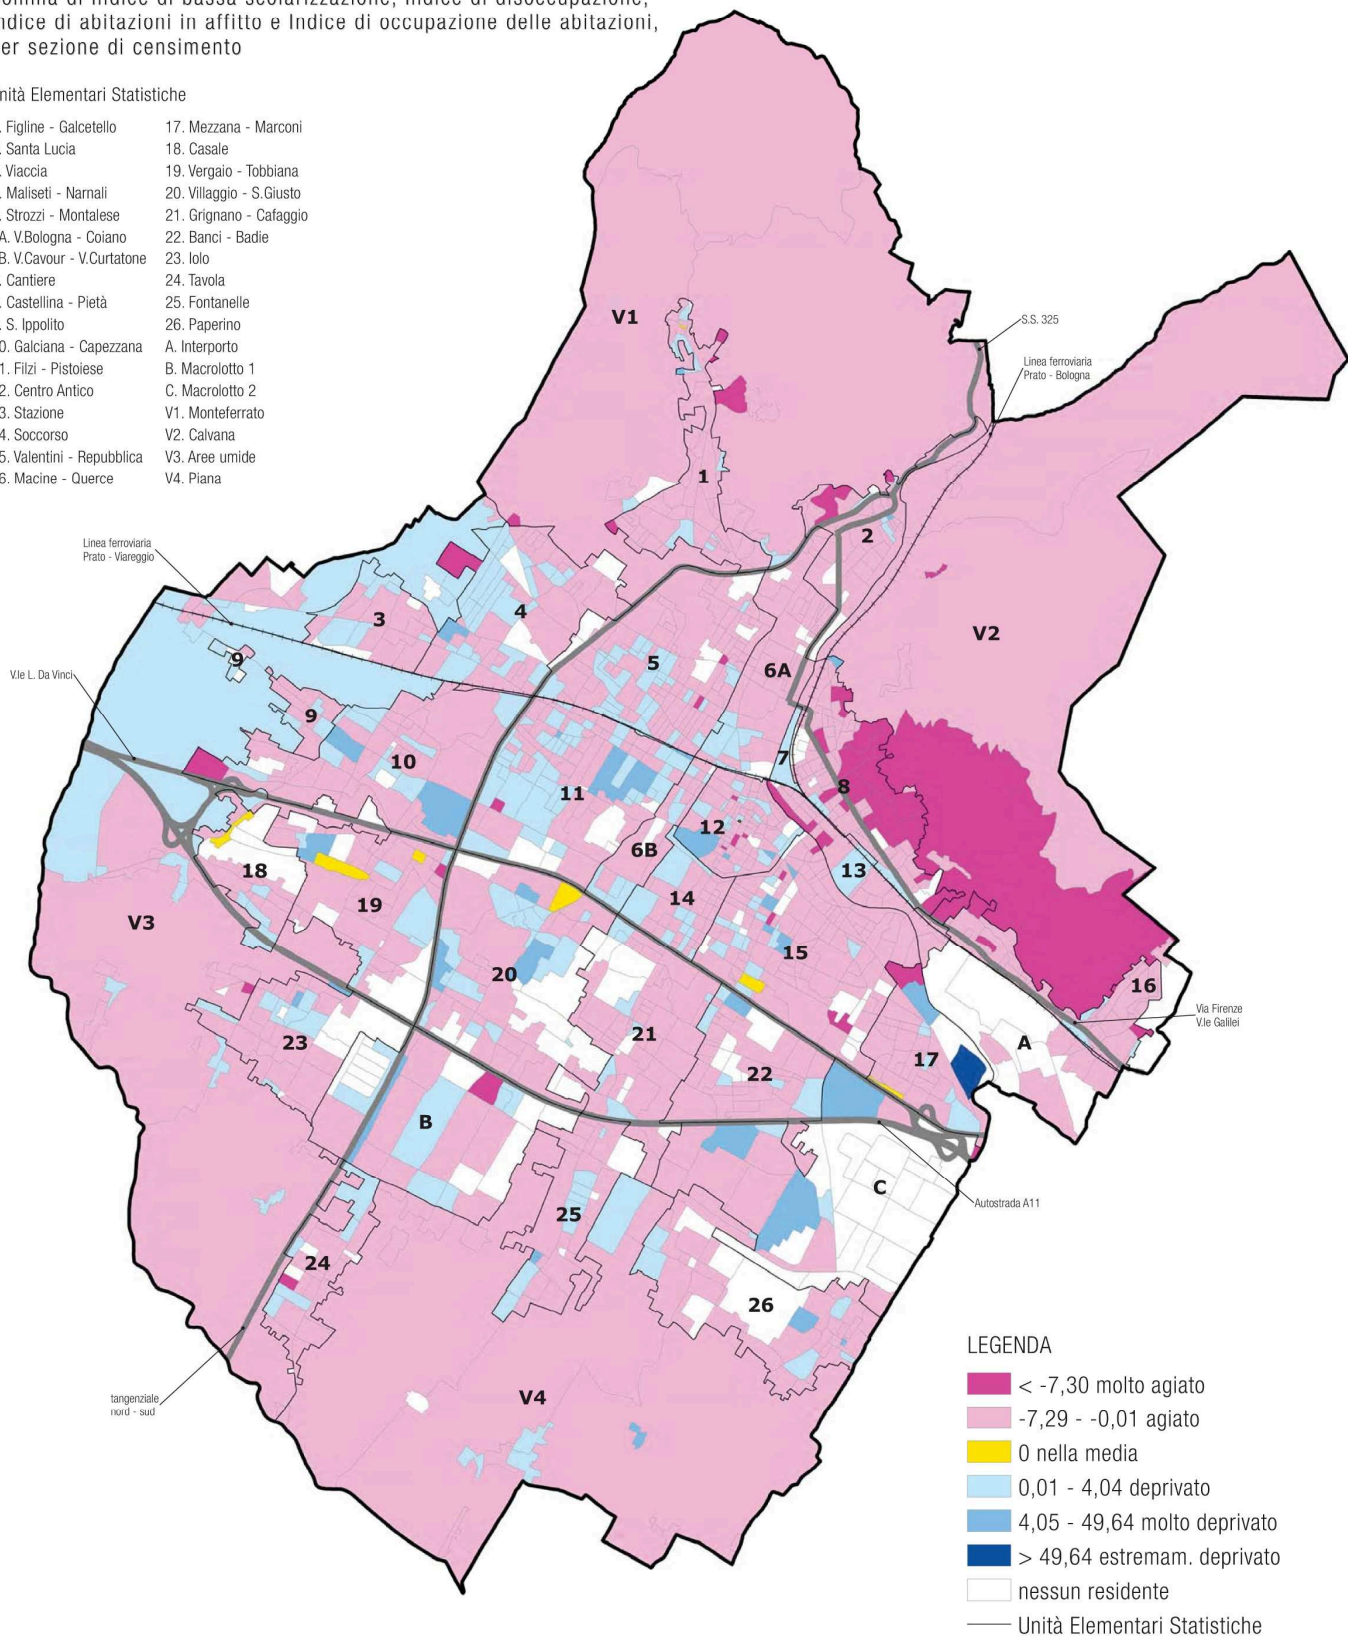 ndice di abitazioni in affitto e Indice di occupazione delle abitazioni,
er sezione di censimento
nità Elementari Statistiche
. Figline - Galcetello
. Santa Lucia
. Viaccia
. Maliseti - Narnali
. Strozzi - Montalese
A. V.Bologna - Coiano
B. V.Cavour - V.Curtatone
. Cantiere
. Castellina - Pietà
. S. Ippolito
0. Galciana - Capezzana
1. Filzi - Pistoiese
2. Centro Antico
3. Stazione
4. Soccorso
5. Valentini - Repubblica
6. Macine - Querce
17. Mezzana - Marconi
18. Casale
19. Vergaio - Tobbiana
20. Villaggio - S.Giusto
21. Grignano - Cafaggio
22. Banci - Badie
23. Iolo
24. Tavola
25. Fontanelle
26. Paperino
A. Interporto
B. Macrolotto 1
C. Macrolotto 2
V1. Monteferrato
V2. Calvana
V3. Aree umide
V4. Piana
V1
S.S. 325
Linea ferroviaria
Prato - Bologna
1
2
Linea ferroviaria
Prato - Viareggio
3
4
V2
9
5
6A
V.le L. Da Vinci
9
10
7
8
11
12
6B
13
18
14
19
V3
15
20
16
Via Firenze
V.le Galilei
21
23
A
17
22
B
C
Autostrada A11
25
24
26
V4
tangenziale
nord - sud
LEGENDA
< -7,30 molto agiato
-7,29 - -0,01 agiato
0 nella media
0,01 - 4,04 deprivato
4,05 - 49,64 molto deprivato
> 49,64 estremam. deprivato
nessun residente
Unità Elementari Statistiche